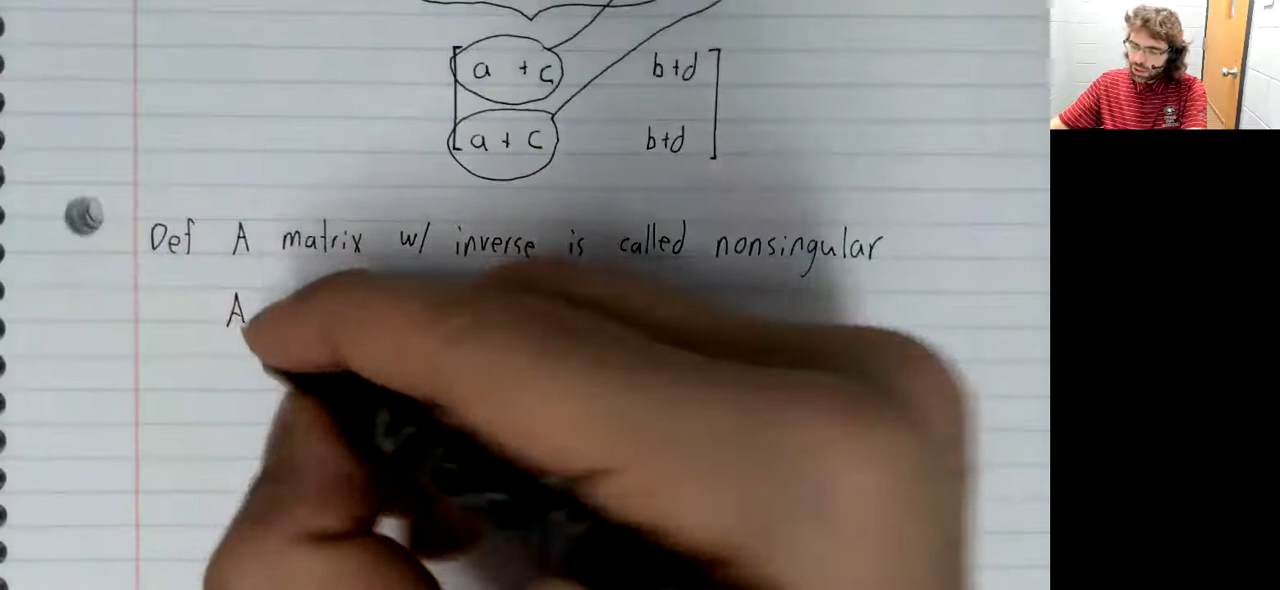 a + c b+d
a + c b+d
Def A matrix w/ inverse is called nonsingular
A